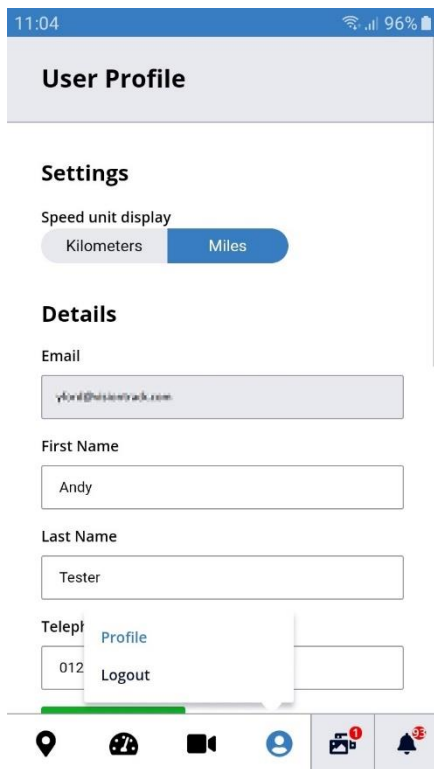 11:04 96%
User Profile
Settings
Speed unit display
Kilometers Miles
Details
Email
First Name
Andy
Last Name
Tester
Teleph
Profile
012
Logout
1 93